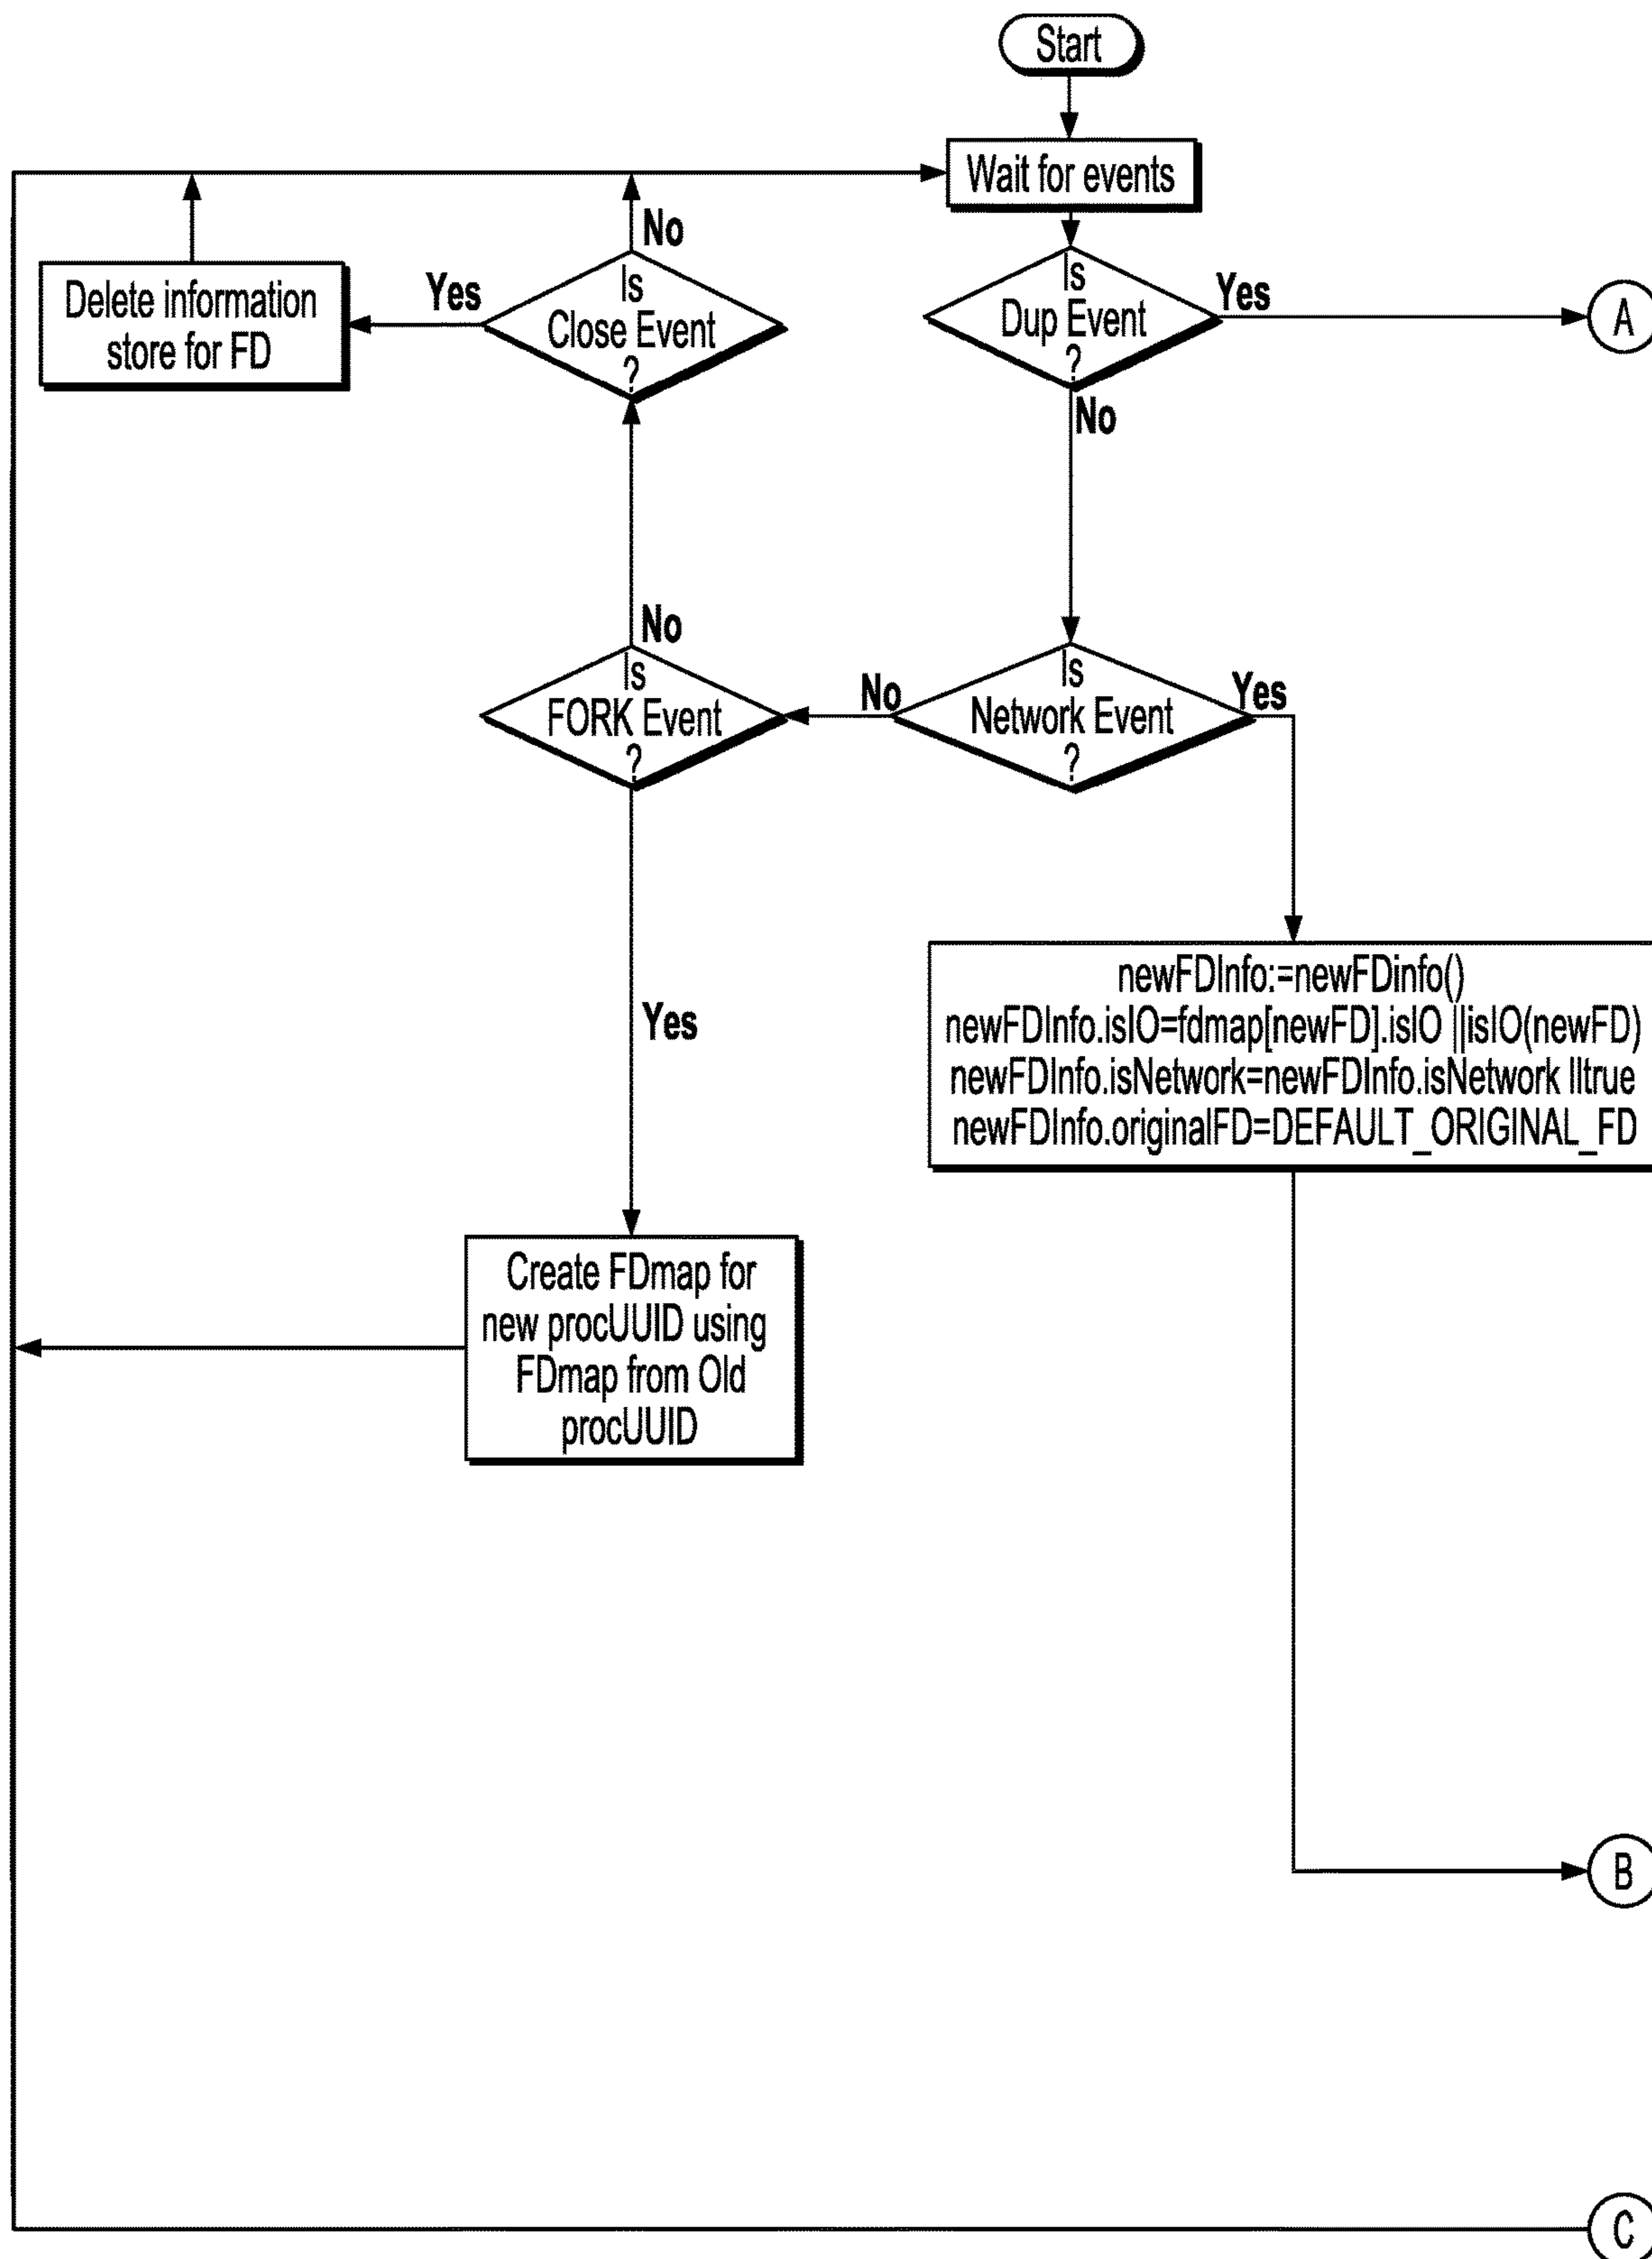 Start
Wait for events
No
Delete information
store for FD
Yes
Is
Close Event
?
Is
Dup Event
?
Yes
A
No
No
Is
FORK Event
?
No
Is
Network Event
?
Yes
newFDInfo:=newFDinfo()
newFDInfo.isIO=fdmap[newFD].isIO ||isIO(newFD)
newFDInfo.isNetwork=newFDInfo.isNetwork ||true
newFDInfo.originalFD=DEFAULT_ORIGINAL_FD
Yes
Create FDmap for
new procUUID using
FDmap from Old
procUUID
B
C